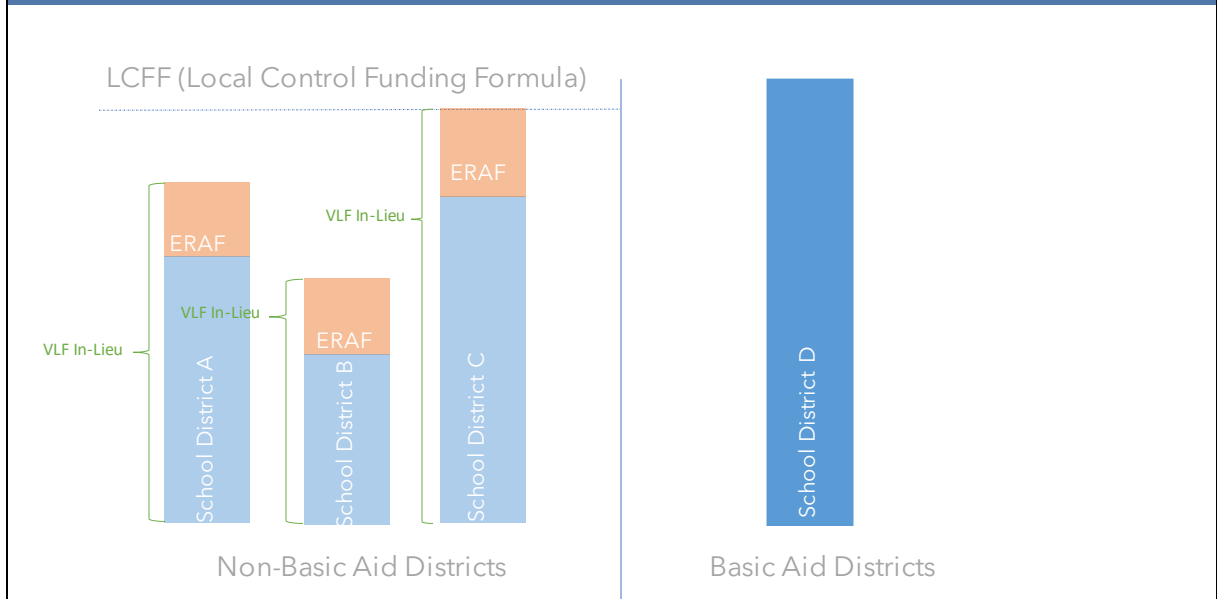 LCFF (Local Control Funding Formula)
ERAF
VLF In-Lieu
ERAF
VLF In-Lieu
ERAF
VLF In-Lieu
School District A
School District B
School District C
School District D
Non-Basic Aid Districts
Basic Aid Districts